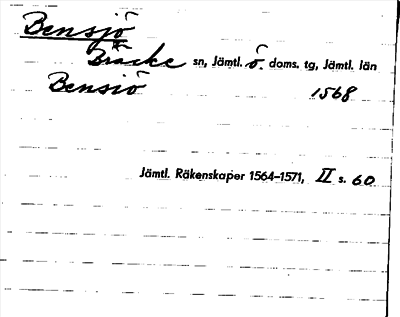 Bensjö
Bräcke sn, Jämtl. ö. doms. tg, Jämtl. län
Bensiö 1568
Jämtl. Räkenskaper 1564–1571, II s. 60